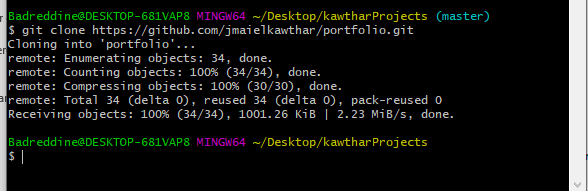 Badreddine@DESKTOP-681VAP8 MINGW64 ~/Desktop/kawtharProjects (master)
$ git clone https://github.com/jmaielkawthar/portfolio.git
Cloning into 'portfolio'...
remote: Enumerating objects: 34, done.
remote: Counting objects: 100% (34/34), done.
remote: Compressing objects: 100% (30/30), done.
remote: Total 34 (delta 0), reused 34 (delta 0), pack-reused 0
Receiving objects: 100% (34/34), 1001.26 KiB | 2.23 MiB/s, done.
Badreddine@DESKTOP-681VAP8 MINGW64 ~/Desktop/kawtharProjects
$